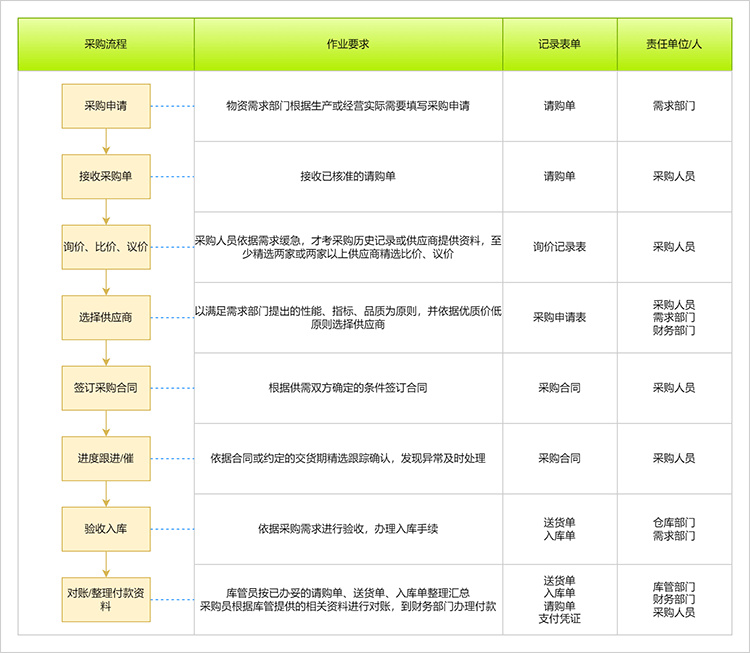 采购流程
作业要求
记录表单
责任单位/人
采购申请
物资需求部门根据生产或经营实际需要填写采购申请
请购单
需求部门
接收采购单
接收已核准的请购单
请购单
采购人员
询价、比价、议价
采购人员依据需求缓急，才考采购历史记录或供应商提供资料，至
少精选两家或两家以上供应商精选比价、议价
询价记录表
采购人员
选择供应商
以满足需求部门提出的性能、指标、品质为原则，并依据优质价低
原则选择供应商
采购申请表
采购人员
需求部门
财务部门
签订采购合同
根据供需双方确定的条件签订合同
采购合同
采购人员
进度跟进/催
依据合同或约定的交货期精选跟踪确认，发现异常及时处理
采购合同
采购人员
验收入库
依据采购需求进行验收，办理入库手续
送货单
入库单
仓库部门
需求部门
对账/整理付款资
料
库管员按已办妥的请购单、送货单、入库单整理汇总
采购员根据库管提供的相关资料进行对账，到财务部门办理付款
送货单
入库单
请购单
支付凭证
库管部门
财务部门
采购人员